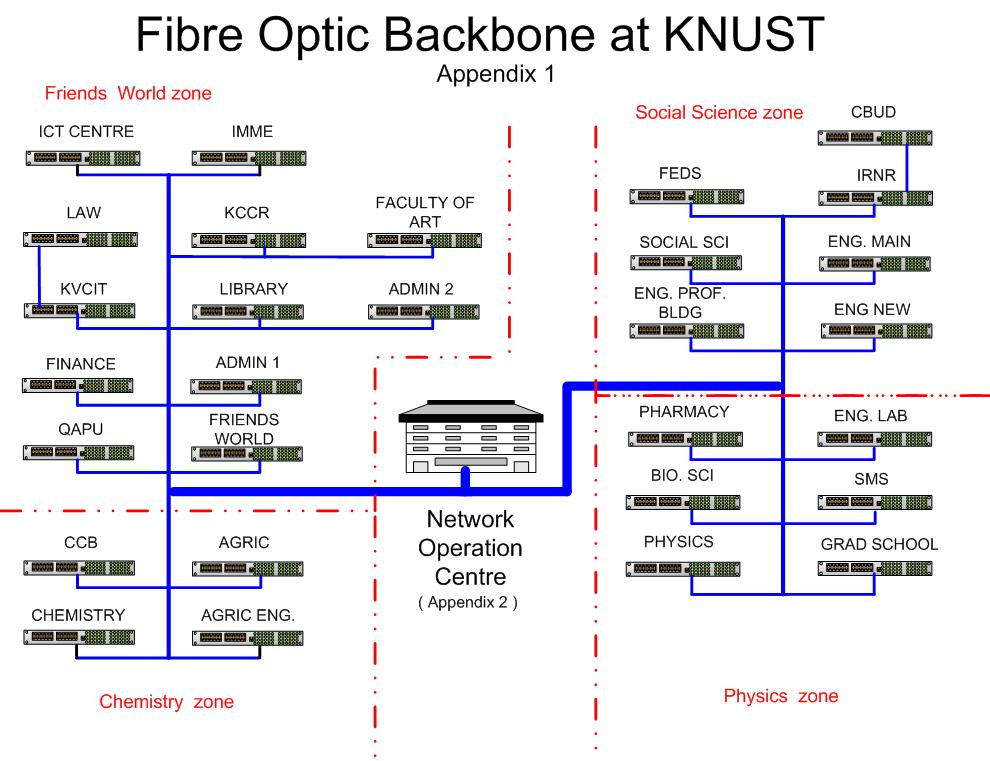 Fibre Optic Backbone at KNUST
Appendix 1
Friends World zone
ICT CENTRE
IMME
LAW
KCCR
FACULTY OF
ART
KVCIT
LIBRARY
ADMIN 2
FINANCE
ADMIN 1
QAPU
FRIENDS
WORLD
CCB
AGRIC
CHEMISTRY
AGRIC ENG.
Chemistry zone
Network
Operation
Centre
( Appendix 2 )
Social Science zone
CBUD
FEDS
IRNR
SOCIAL SCI
ENG. MAIN
ENG. PROF.
BLDG
ENG NEW
PHARMACY
ENG. LAB
BIO. SCI
SMS
PHYSICS
GRAD SCHOOL
Physics zone